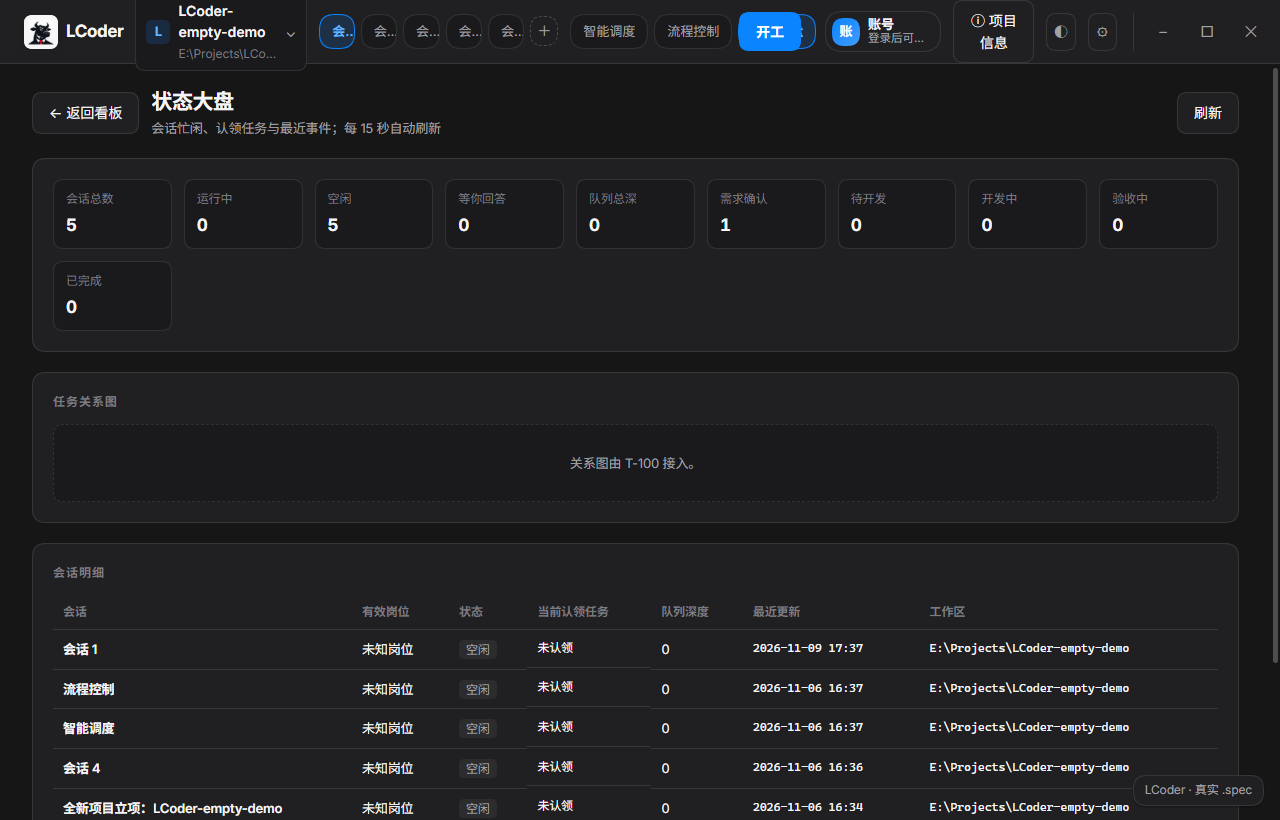 LCoder
L
LCoder-
empty-demo
E:\Projects\LCo...
会...
会...
会...
会...
会...
+
智能调度
流程控制
开工
账
账号
登录后可...
项目
信息
← 返回看板
状态大盘
会话忙闲、认领任务与最近事件；每 15 秒自动刷新
刷新
会话总数
5
运行中
0
空闲
5
等你回答
0
队列总深
0
需求确认
1
待开发
0
开发中
0
验收中
0
已完成
0
任务关系图
关系图由 T-100 接入。
会话明细
会话 有效岗位 状态 当前认领任务 队列深度 最近更新 工作区
会话 1 未知岗位 空闲 未认领 0 2026-11-09 17:37 E:\Projects\LCoder-empty-demo
流程控制 未知岗位 空闲 未认领 0 2026-11-06 16:37 E:\Projects\LCoder-empty-demo
智能调度 未知岗位 空闲 未认领 0 2026-11-06 16:37 E:\Projects\LCoder-empty-demo
会话 4 未知岗位 空闲 未认领 0 2026-11-06 16:36 E:\Projects\LCoder-empty-demo
全新项目立项：LCoder-empty-demo 未知岗位 空闲 未认领 0 2026-11-06 16:34 E:\Projects\LCoder-empty-demo
LCoder · 真实 .spec